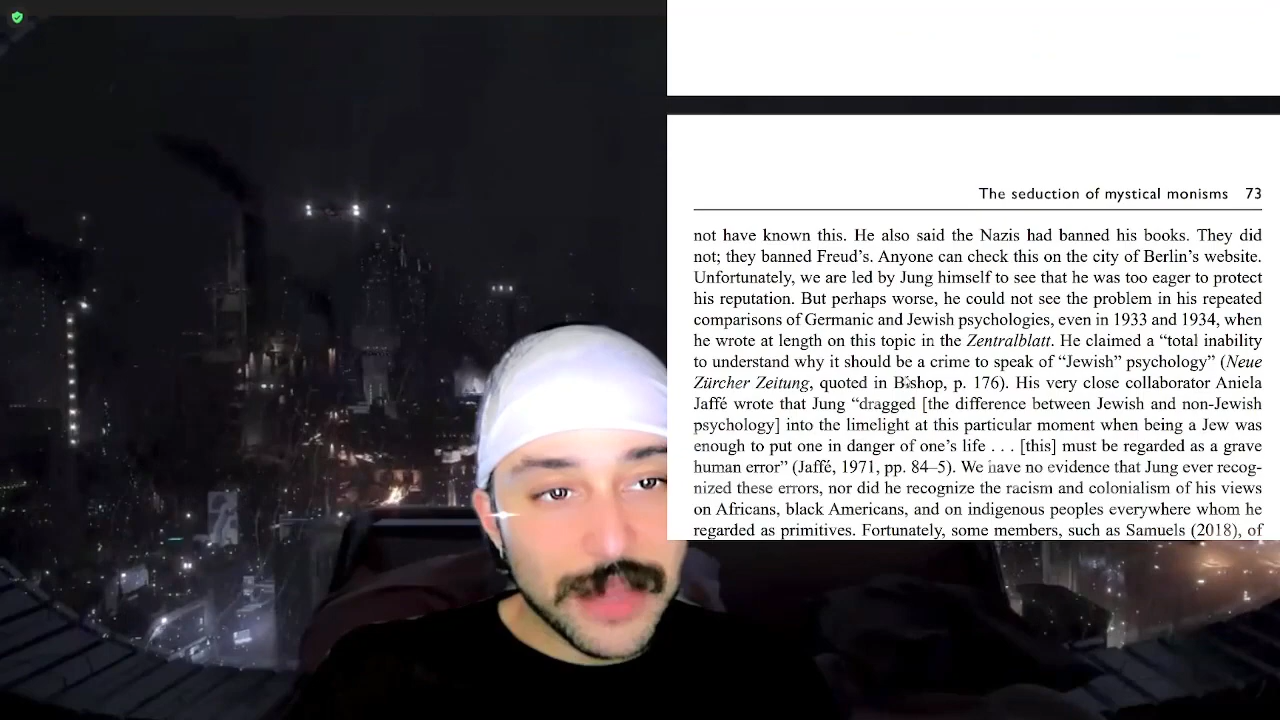 The seduction of mystical monisms 73
not have known this. He also said the Nazis had banned his books. They did
not; they banned Freud’s. Anyone can check this on the city of Berlin’s website.
Unfortunately, we are led by Jung himself to see that he was too eager to protect
his reputation. But perhaps worse, he could not see the problem in his repeated
comparisons of Germanic and Jewish psychologies, even in 1933 and 1934, when
he wrote at length on this topic in the Zentralblatt. He claimed a “total inability
to understand why it should be a crime to speak of “Jewish” psychology” (Neue
Zürcher Zeitung, quoted in Bishop, p. 176). His very close collaborator Aniela
Jaffé wrote that Jung “dragged [the difference between Jewish and non-Jewish
psychology] into the limelight at this particular moment when being a Jew was
enough to put one in danger of one’s life . . . [this] must be regarded as a grave
human error” (Jaffé, 1971, pp. 84–5). We have no evidence that Jung ever recog-
nized these errors, nor did he recognize the racism and colonialism of his views
on Africans, black Americans, and on indigenous peoples everywhere whom he
regarded as primitives. Fortunately, some members, such as Samuels (2018), of